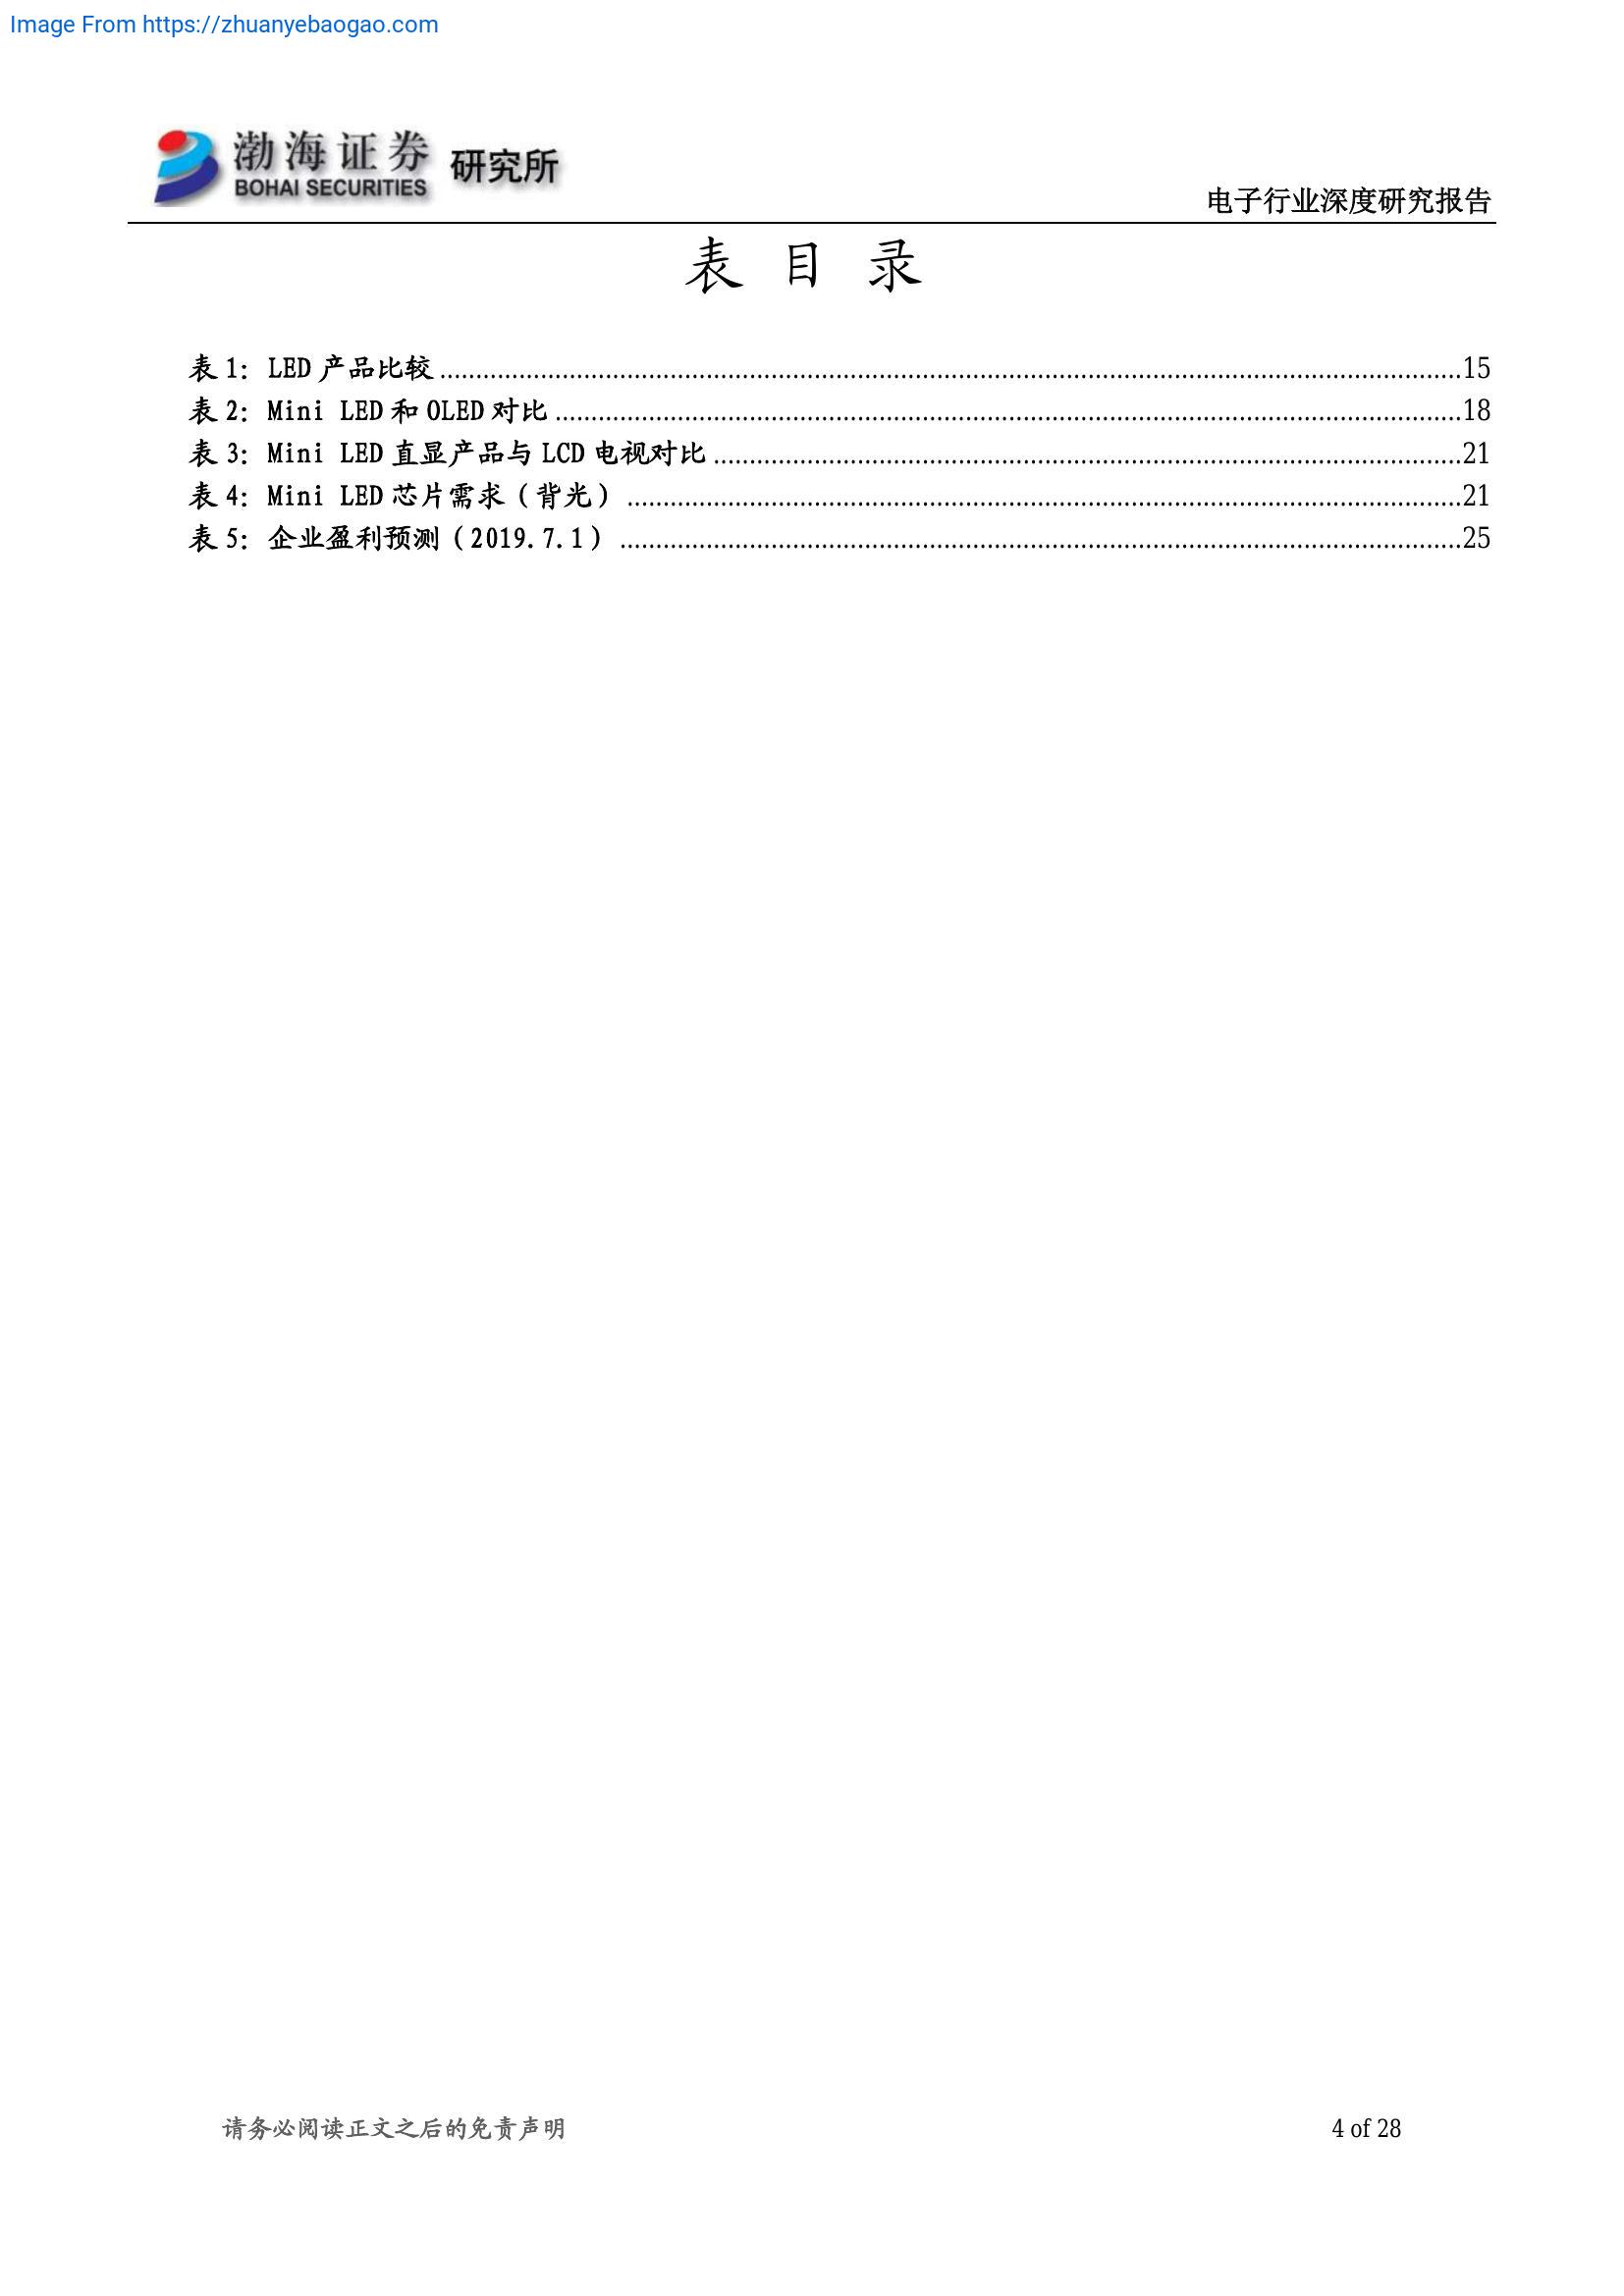 Image From https://zhuanyebaogao.com
渤海证券 研究所
BOHAI SECURITIES
电子行业深度研究报告
表 目 录
表 1: LED 产品比较........................................15
表 2: Mini LED 和 OLED 对比........................................18
表 3: Mini LED 直显产品与 LCD 电视对比........................................21
表 4: Mini LED 芯片需求（背光）........................................21
表 5: 企业盈利预测（2019.7.1）........................................25
请务必阅读正文之后的免责声明
4 of 28